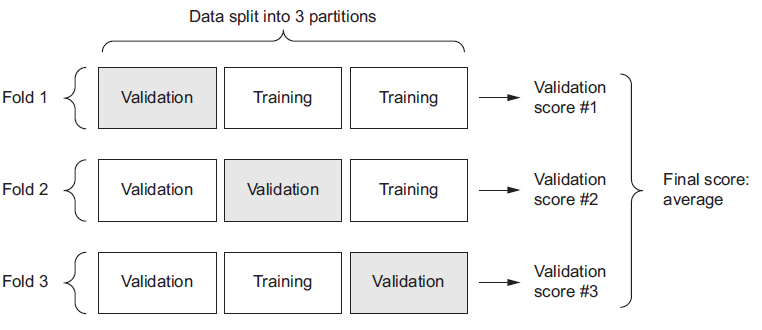 Data split into 3 partitions
Fold 1 Validation Training Training Validation score #1
Fold 2 Validation Validation Training Validation score #2
Fold 3 Validation Training Validation Validation score #3
Final score: average